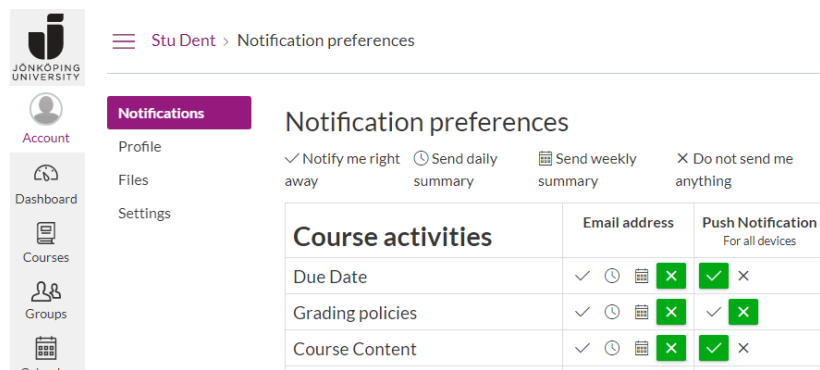 JÖNKÖPING
UNIVERSITY
Account
Dashboard
Courses
Groups
Stu Dent > Notification preferences
Notifications
Profile
Files
Settings
Notification preferences
Notify me right away
Send daily summary
Send weekly summary
Do not send me anything
Course activities
Email address
Push Notification
For all devices
Due Date
Grading policies
Course Content